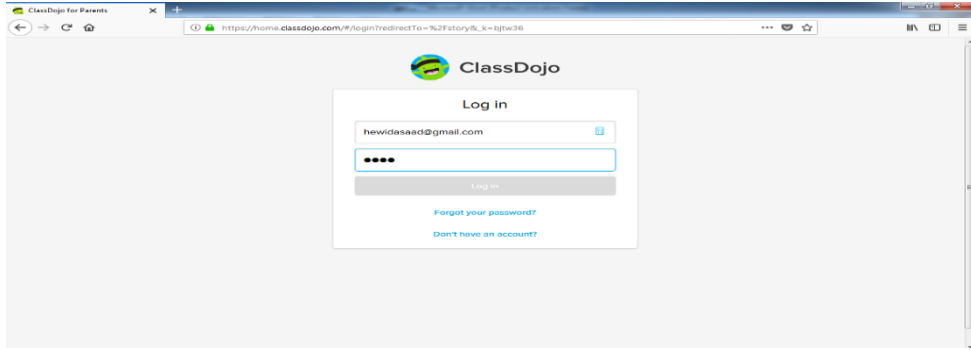 ClassDojo for Parents
https://home.classdojo.com/#/login?redirectTo=%2Fstory&_k=bjtw36
ClassDojo
Log in
hewidasaad@gmail.com
Log in
Forgot your password?
Don't have an account?